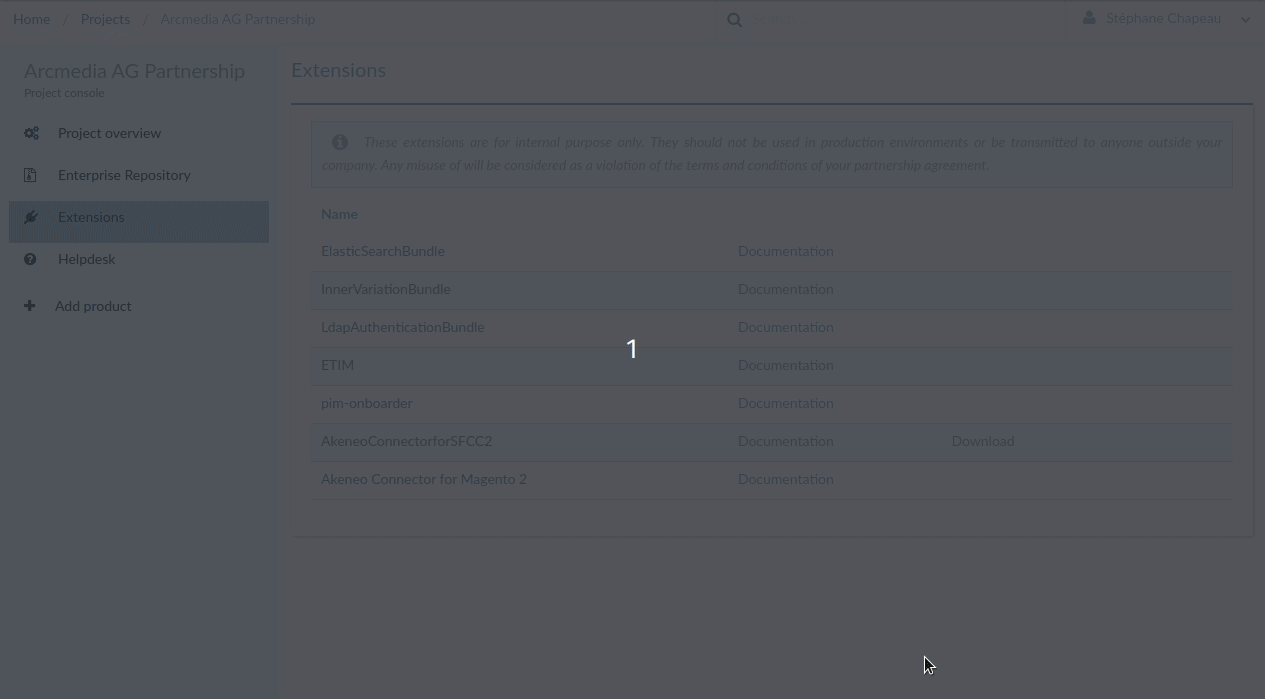 Home / Projects / Arcmedia AG Partnership
Search
Stéphane Chapeau
Arcmedia AG Partnership
Project console
Project overview
Enterprise Repository
Extensions
Helpdesk
Add product
Extensions
These extensions are for internal purpose only. They should not be used in production environments or be transmitted to anyone outside your
company. Any misuse of will be considered as a violation of the terms and conditions of your partnership agreement.
Name
ElasticSearchBundle Documentation
InnerVariationBundle Documentation
LdapAuthenticationBundle Documentation
1
ETIM Documentation
pim-onboarder Documentation
AkeneoConnectorforSFCC2 Documentation Download
Akeneo Connector for Magento 2 Documentation